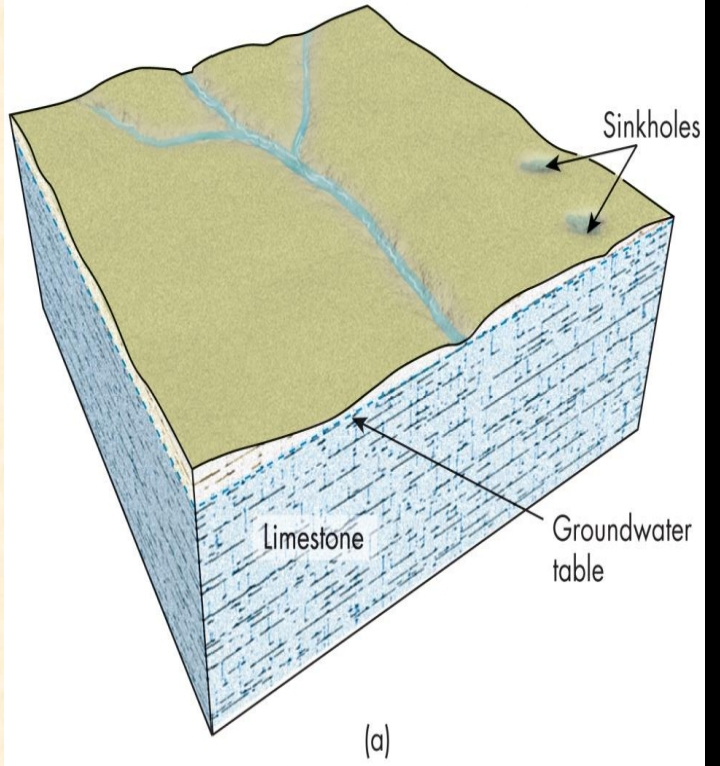 Sinkholes
Limestone
Groundwater
table
(a)